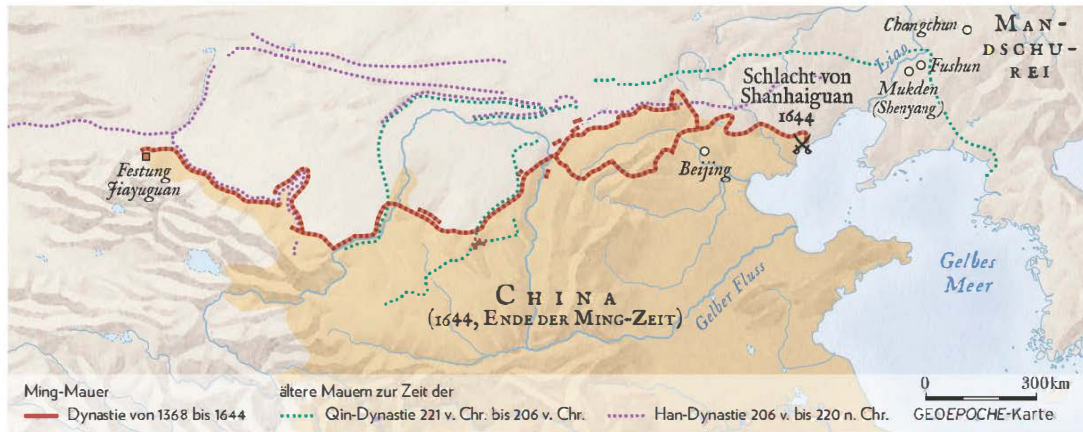 Changchun
MAN-
DSCHU-
REI
Liao
Fushun
Mukden
(Shenyang)
Schlacht von
Shanhaiguan
1644
Festung
Jiayuguan
Beijing
CHINA
(1644, ENDE DER MING-ZEIT)
Gelber Fluss
Gelbes
Meer
Ming-Mauer
Dynastie von 1368 bis 1644
ältere Mauern zur Zeit der
Qin-Dynastie 221 v. Chr. bis 206 v. Chr.
Han-Dynastie 206 v. bis 220 n. Chr.
0 300 km
GEOEPOCHE-Karte